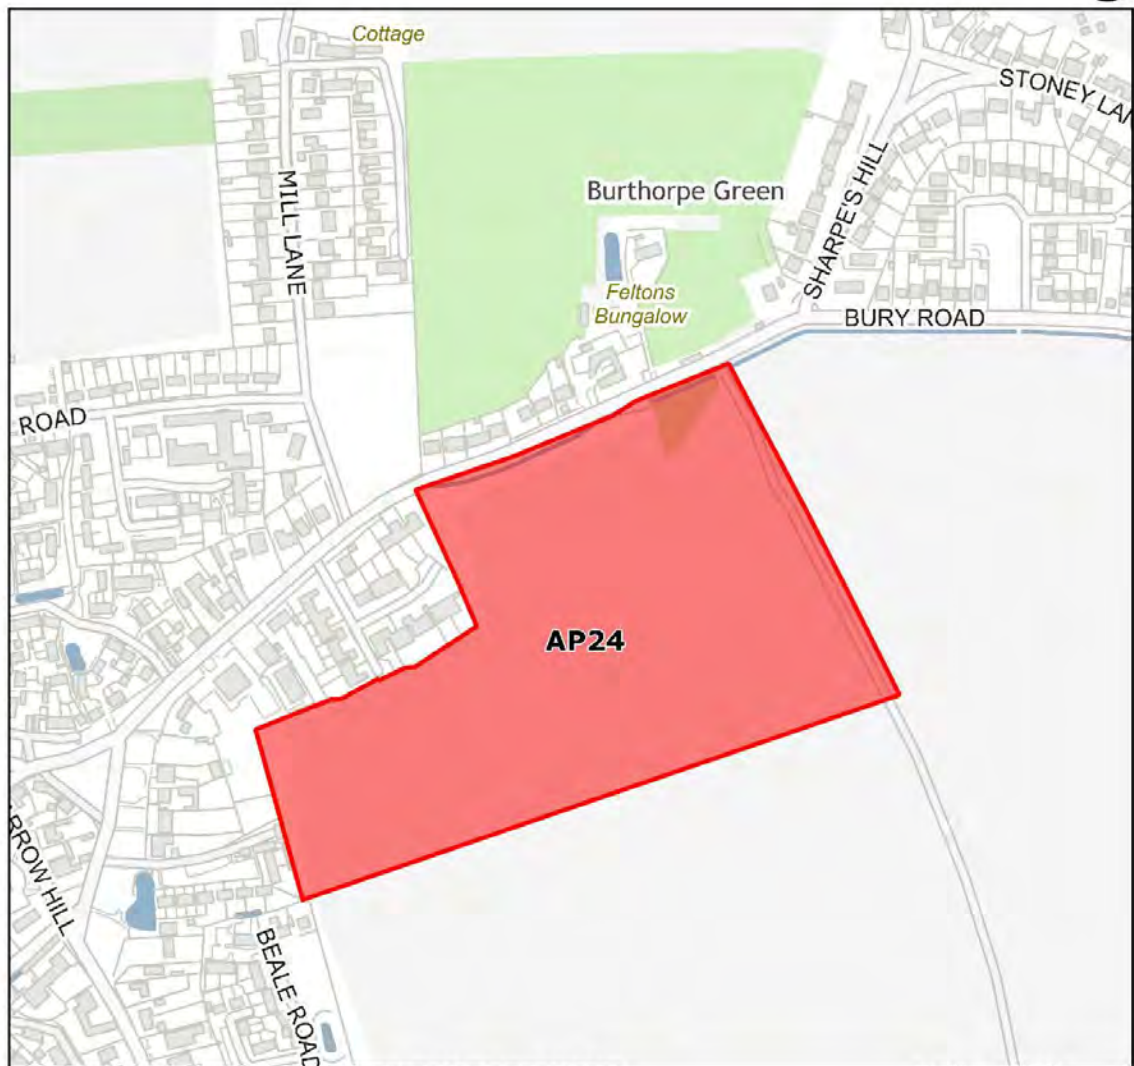 Cottage
STONEY LAN
MILL LANE
Burthorpe Green
SHARPE'S HILL
Feltons
Bungalow
BURY ROAD
ROAD
AP24
RROW HILL
BEALE ROAD